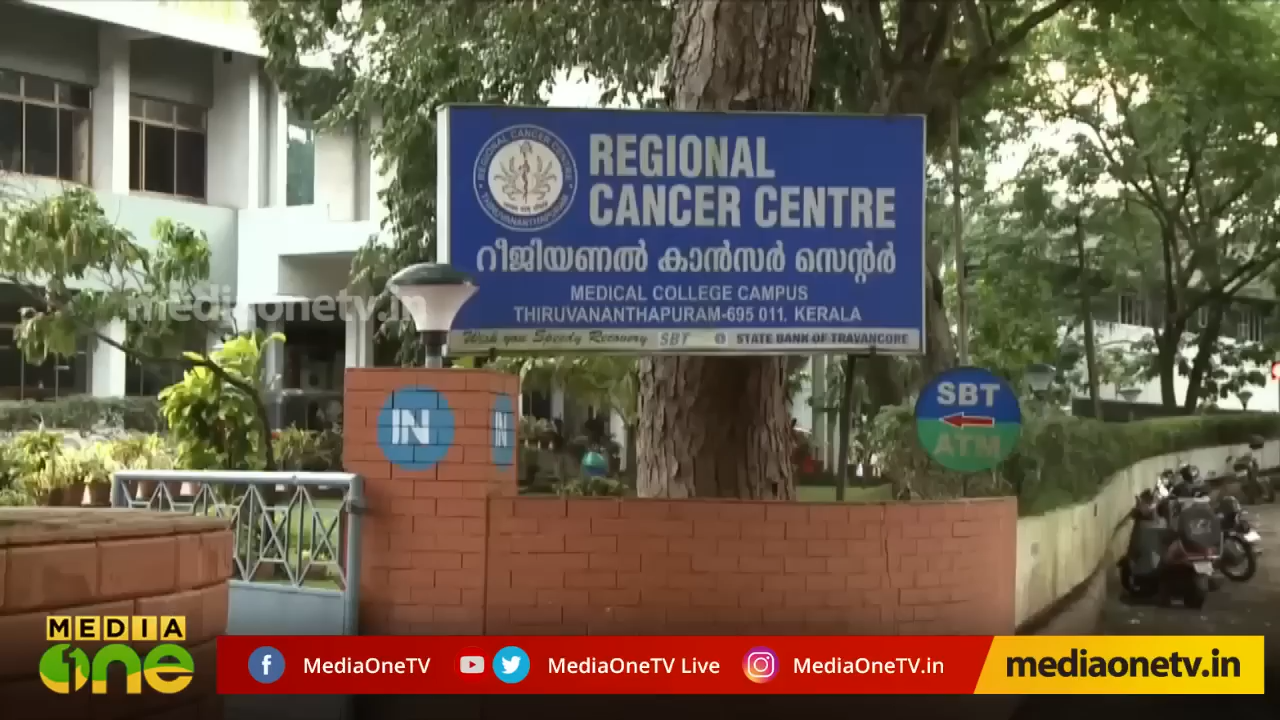 REGIONAL CANCER CENTRE
THIRUVANANTHAPURAM
REGIONAL
CANCER CENTRE
റീജിയണൽ കാൻസർ സെന്റർ
MEDICAL COLLEGE CAMPUS
THIRUVANANTHAPURAM-695 011, KERALA
Wish you Speedy Recovery SBT STATE BANK OF TRAVANCORE
mediaonetv.in
IN
IN
SBT
ATM
MEDIA
one
MediaOneTV
MediaOneTV Live
MediaOneTV.in
mediaonetv.in